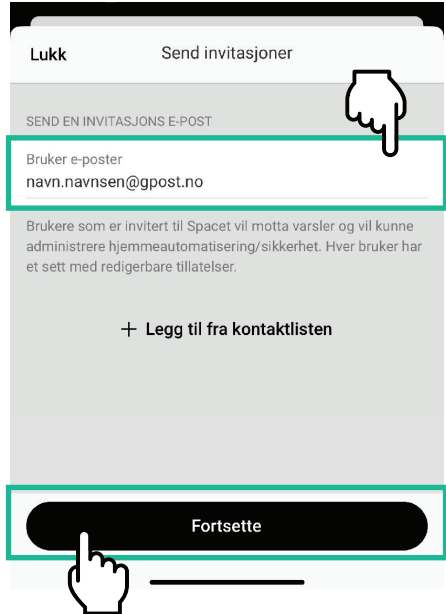 Lukk Send invitasjoner
SEND EN INVITASJONS E-POST
Bruker e-poster
navn.navnsen@gpost.no
Brukere som er invitert til Spacet vil motta varsler og vil kunne
administrere hjemmeautomatisering/sikkerhet. Hver bruker har
et sett med redigerbare tillatelser.
+ Legg til fra kontaktlisten
Fortsette